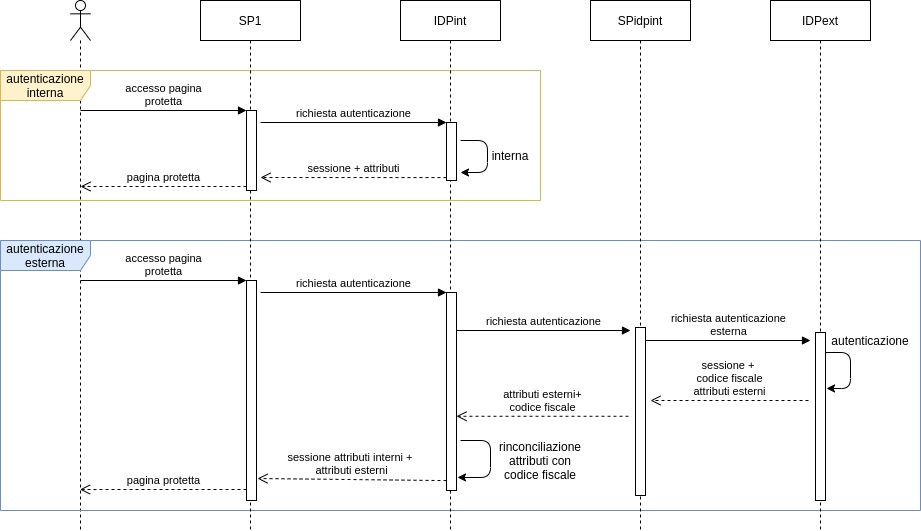 SP1
IDPint
SPidpint
IDPext
autenticazione
interna
accesso pagina
protetta
richiesta autenticazione
interna
sessione + attributi
pagina protetta
autenticazione
esterna
accesso pagina
protetta
richiesta autenticazione
richiesta autenticazione
richiesta autenticazione
esterna
autenticazione
sessione +
codice fiscale
attributi esterni
attributi esterni+
codice fiscale
rinconciliazione
attributi con
codice fiscale
sessione attributi interni +
attributi esterni
pagina protetta